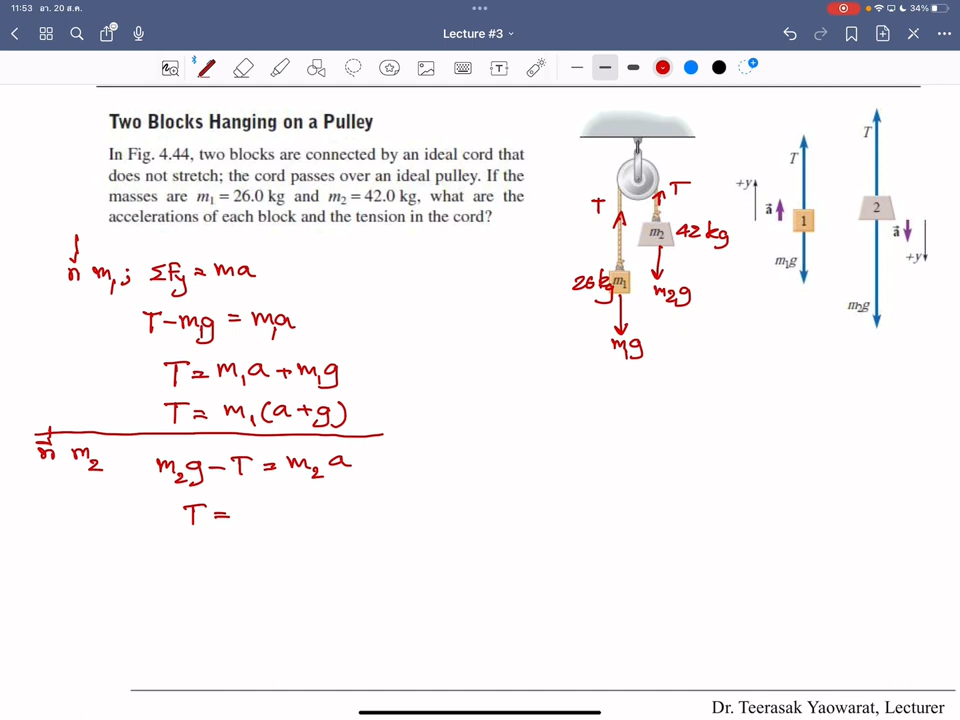 11:53 อา. 20 ส.ค.
34%
Lecture #3
Two Blocks Hanging on a Pulley
In Fig. 4.44, two blocks are connected by an ideal cord that
does not stretch; the cord passes over an ideal pulley. If the
masses are m₁ = 26.0 kg and m₂ = 42.0 kg, what are the
accelerations of each block and the tension in the cord?
ที่ m₁; ΣFy = ma
T - m₁g = m₁a
T = m₁a + m₁g
T = m₁(a+g)
ที่ m₂ m₂g - T = m₂a
T =
T T
m₂ 42 kg
26 kg m₁
m₂g
m₁g
T
+y
a
1
m₁g
T
2
a
+y
m₂g
Dr. Teerasak Yaowarat, Lecturer